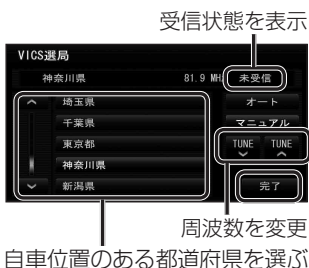 受信状態を表示
VICS選局
神奈川県 81.9 MHz 未受信
埼玉県 オート
千葉県 マニュアル
東京都 TUNE TUNE
神奈川県
新潟県 完了
周波数を変更
自車位置のある都道府県を選ぶ